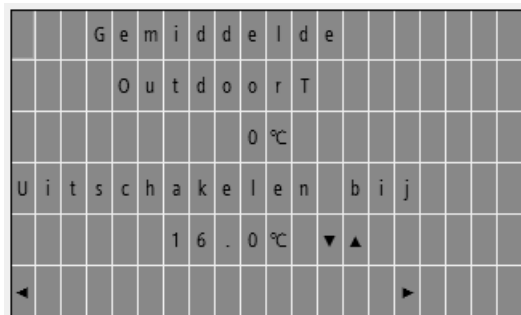 Gemiddelde
OutdoorT
0℃
Uitschakelen bij
16.0℃ ▼▲
◄ ►